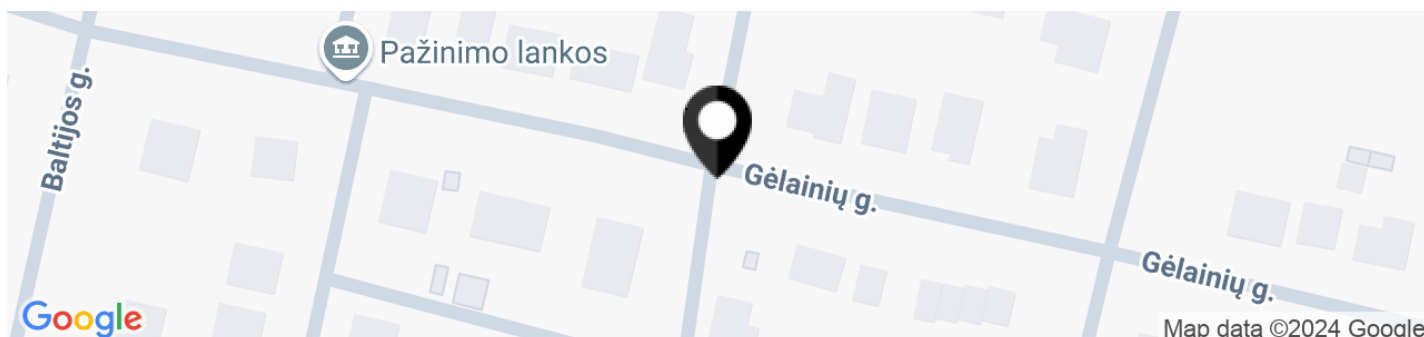 Pažinimo lankos
Baltijos g.
Gėlainių g.
Gėlainių g.
Google
Map data ©2024 Google